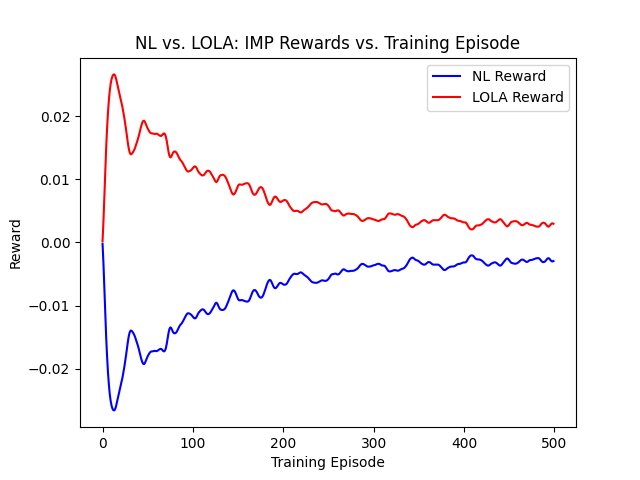 NL vs. LOLA: IMP Rewards vs. Training Episode
NL Reward
LOLA Reward
Reward
0.02
0.01
0.00
−0.01
−0.02
0
100
200
300
400
500
Training Episode